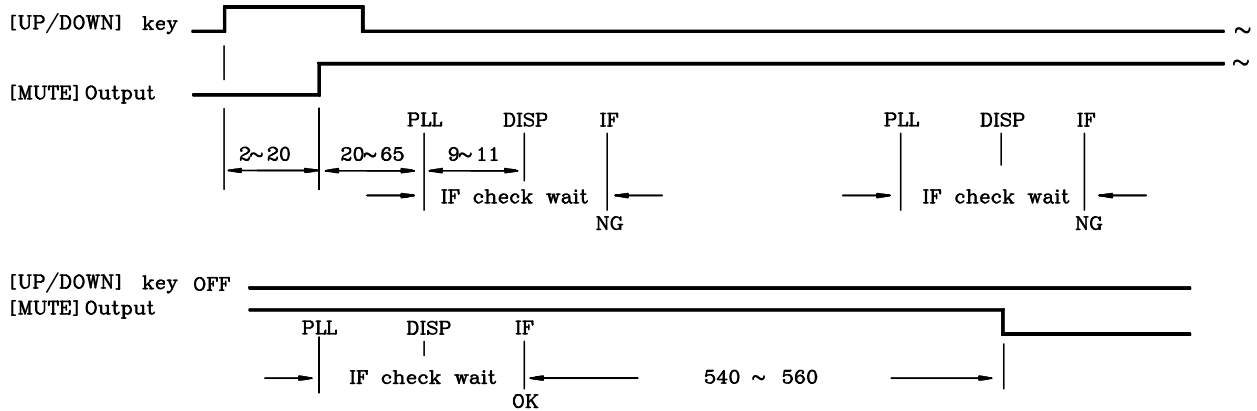 [UP/DOWN] key
~
~
[MUTE] Output
PLL DISP IF PLL DISP IF
2~20 20~65 9~11
IF check wait IF check wait
NG NG
[UP/DOWN] key OFF
[MUTE] Output
PLL DISP IF
IF check wait 540 ~ 560
OK